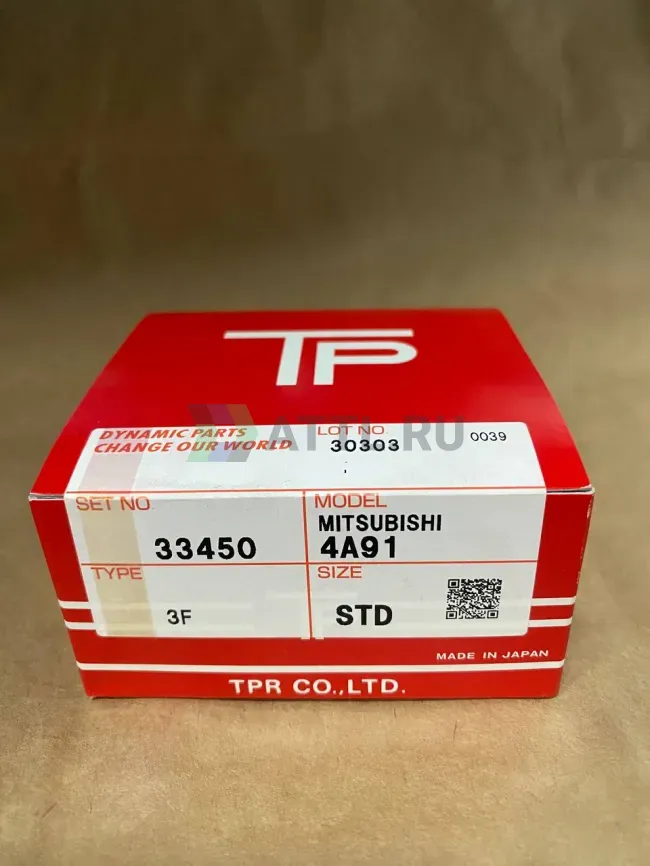 TP
DYNAMIC PARTS
CHANGE OUR WORLD
LOT NO.
30303
0039
ATTL.RU
SET NO.
33450
MODEL
MITSUBISHI
4A91
TYPE
3F
SIZE
STD
MADE IN JAPAN
TPR CO.,LTD.